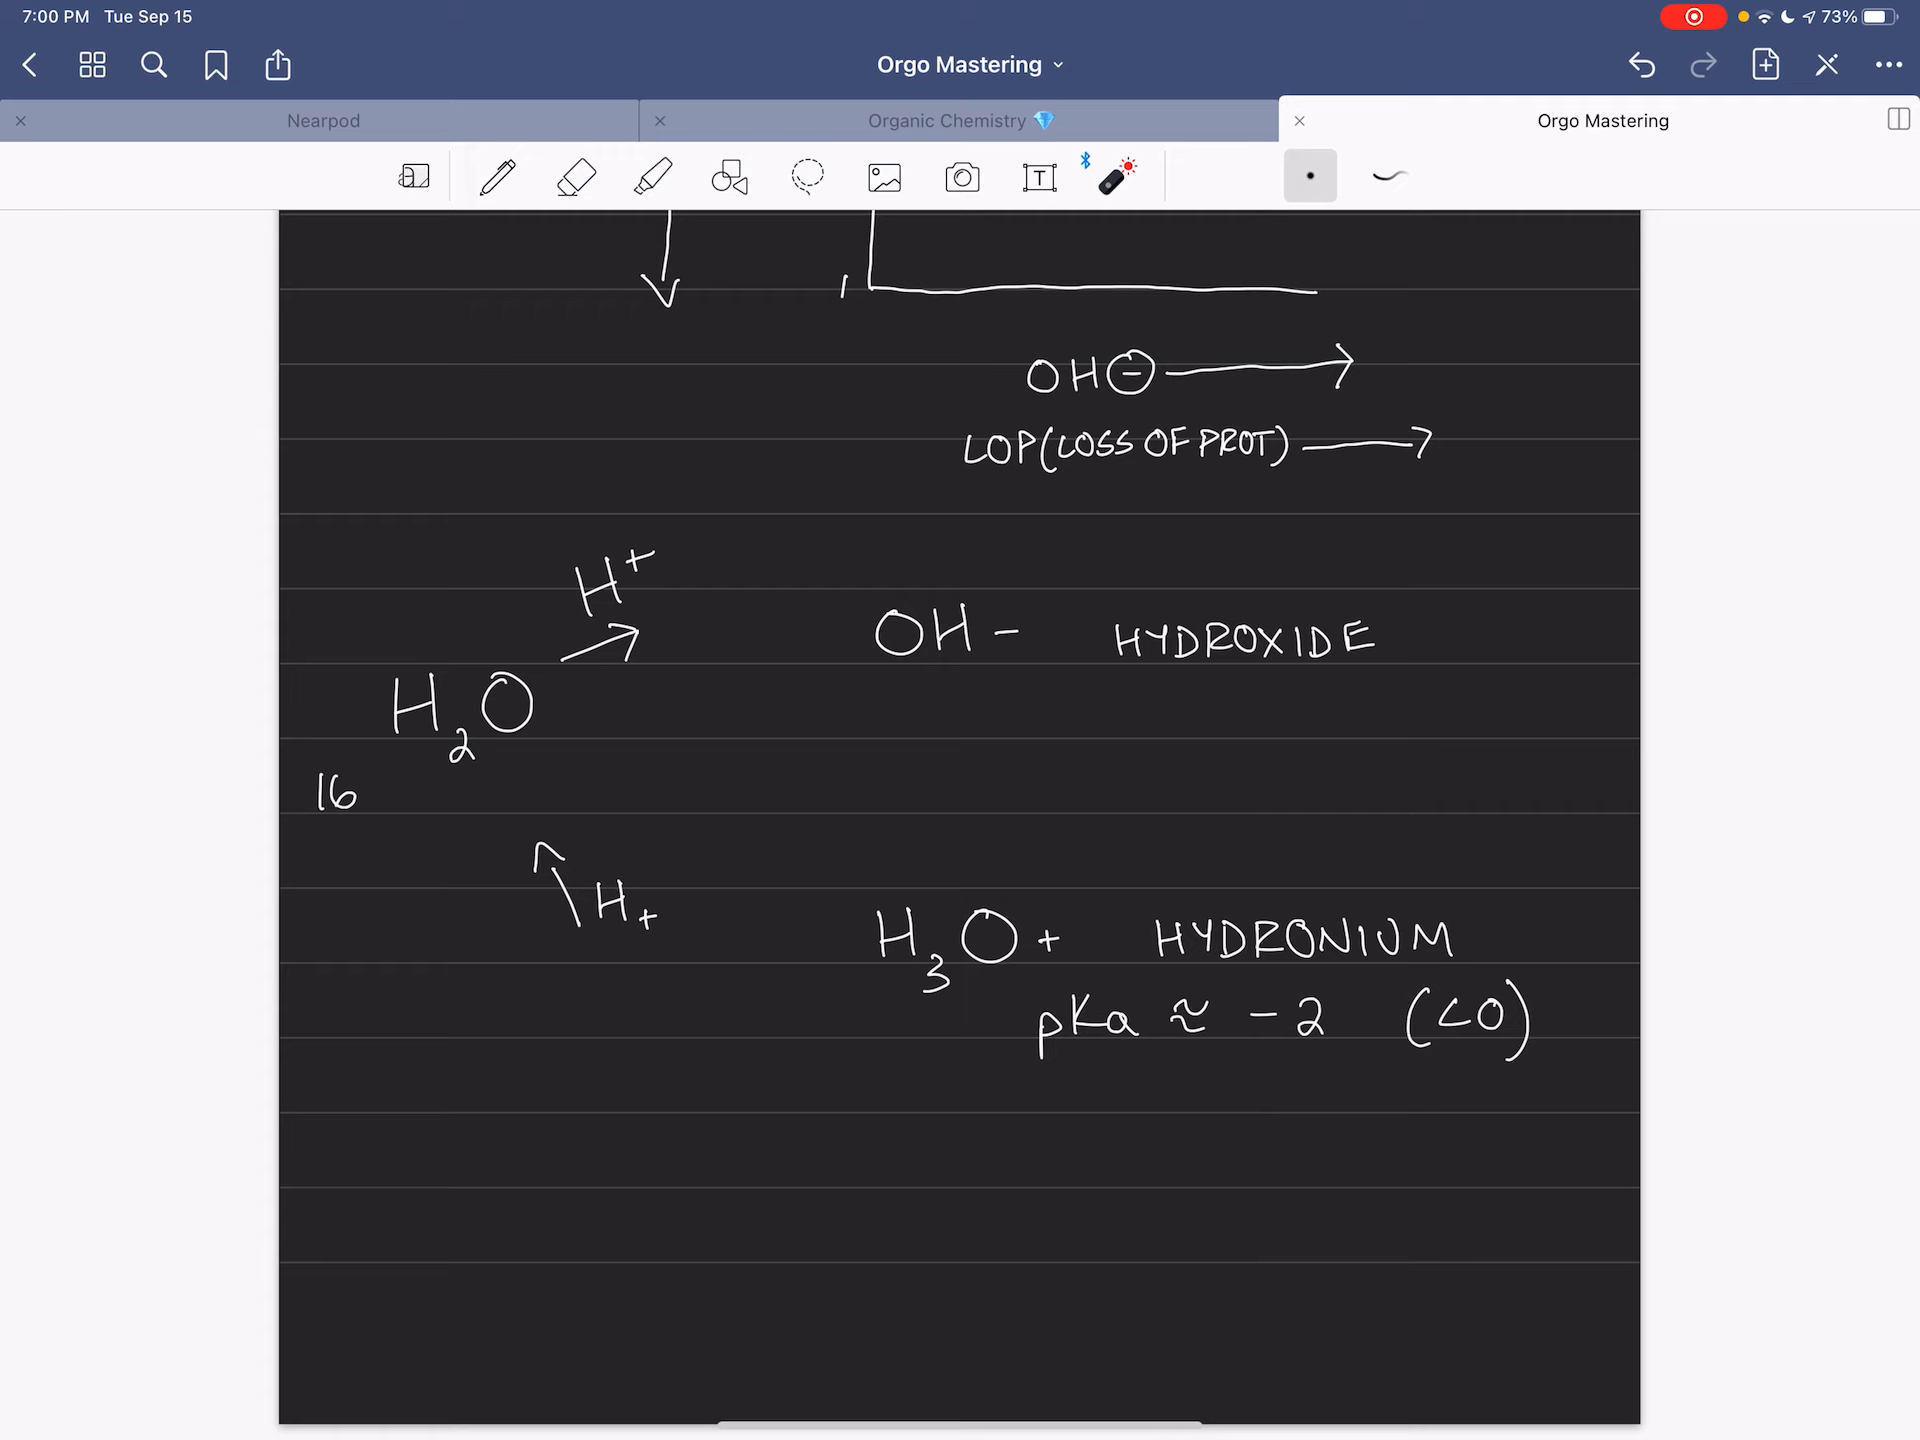 7:00 PM Tue Sep 15
73%
Orgo Mastering
Nearpod
Organic Chemistry 💎
Orgo Mastering
T
OH⊖ →
LOP(LOSS OF PROT) →
H+
→
OH - HYDROXIDE
H₂O
16
H+
H₃O+ HYDRONIUM
pKa ≈ -2 (<0)